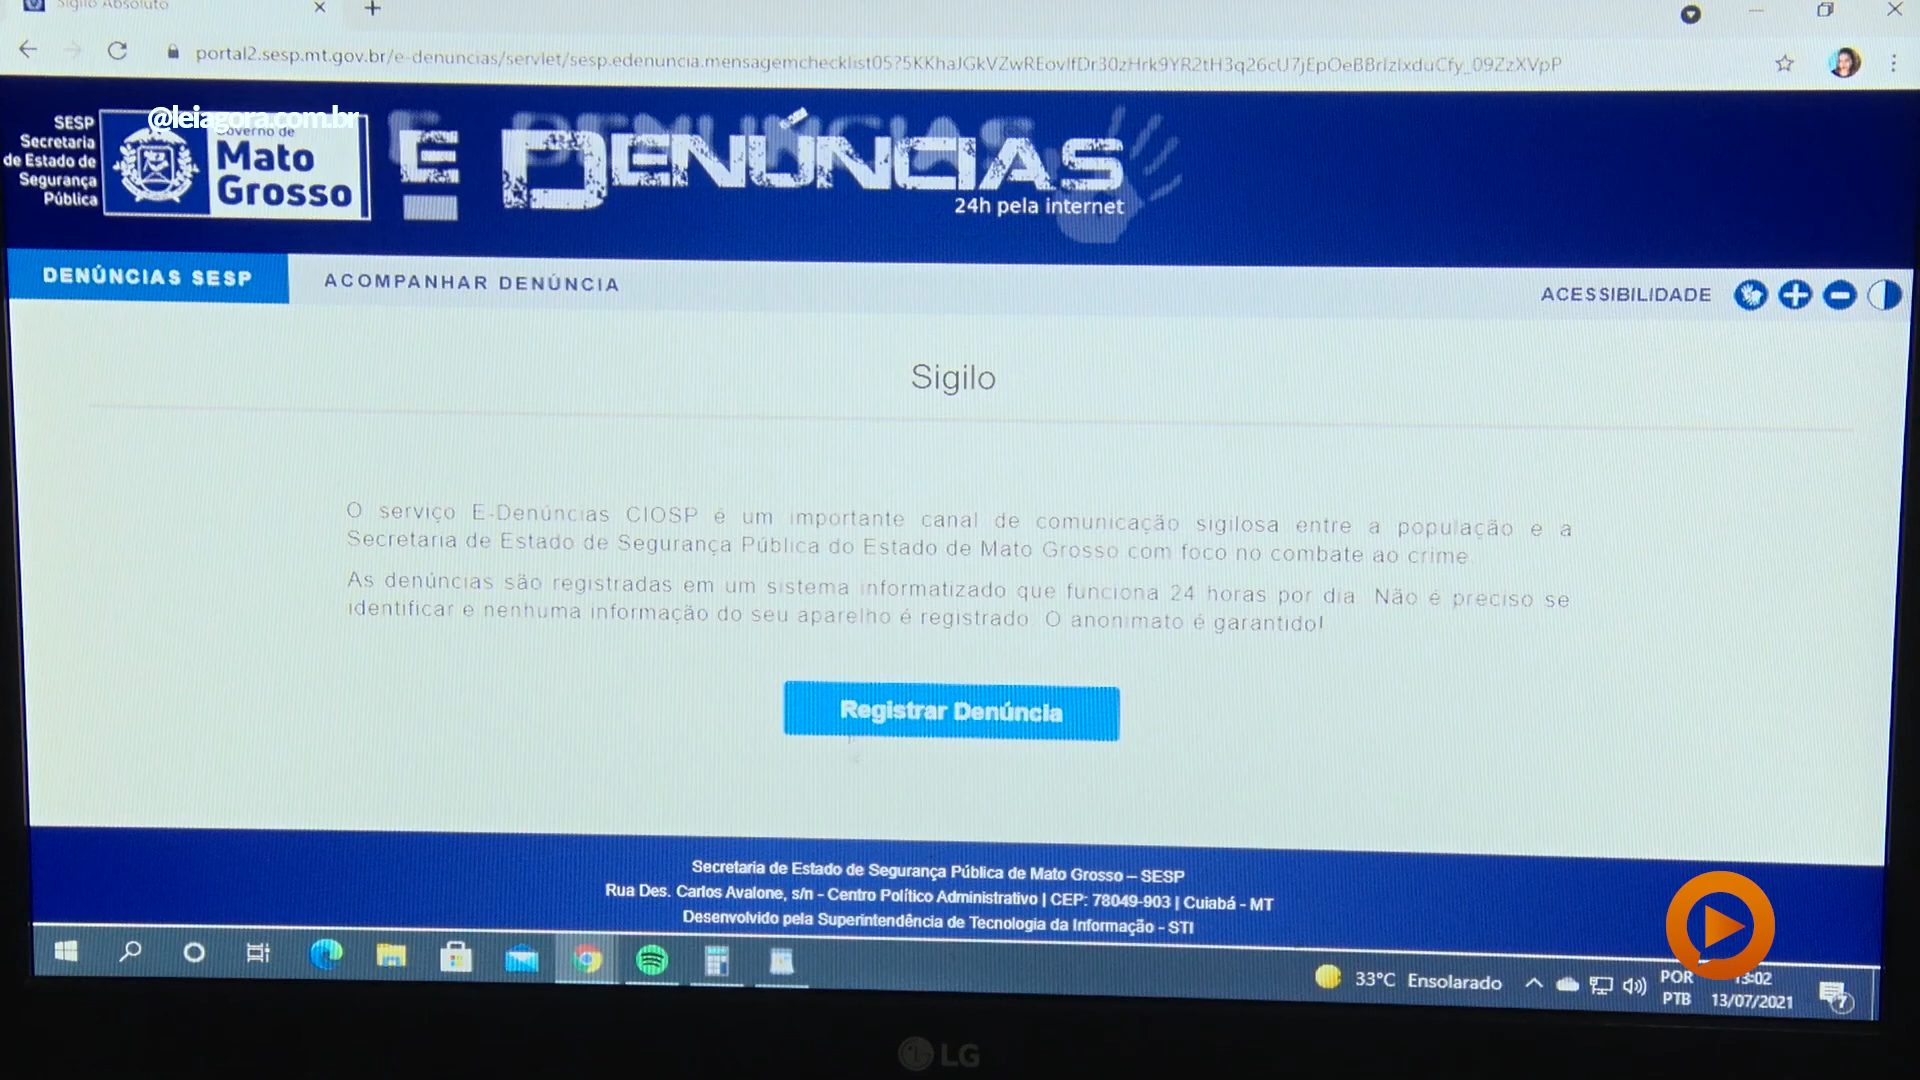 Sigilo Absoluto
portal2.sesp.mt.gov.br/e-denuncias/servlet/sesp.edenuncia.mensagemchecklist05?
@leiagora.com.br
SESP
Secretaria
de Estado de
Segurança
Pública
Governo de
Mato
Grosso
E DENÚNCIAS
24h pela internet
DENÚNCIAS SESP
ACOMPANHAR DENÚNCIA
ACESSIBILIDADE
Sigilo
O serviço E-Denúncias CIOSP é um importante canal de comunicação sigilosa entre a população e a
Secretaria de Estado de Segurança Pública do Estado de Mato Grosso com foco no combate ao crime.
As denúncias são registradas em um sistema informatizado que funciona 24 horas por dia. Não é preciso se
identificar e nenhuma informação do seu aparelho é registrado. O anonimato é garantido!
Registrar Denúncia
Secretaria de Estado de Segurança Pública de Mato Grosso – SESP
Rua Des. Carlos Avalone, s/n - Centro Político Administrativo | CEP: 78049-903 | Cuiabá - MT
Desenvolvido pela Superintendência de Tecnologia da Informação - STI
33°C Ensolarado
POR
PTB
13:02
13/07/2021
7
LG